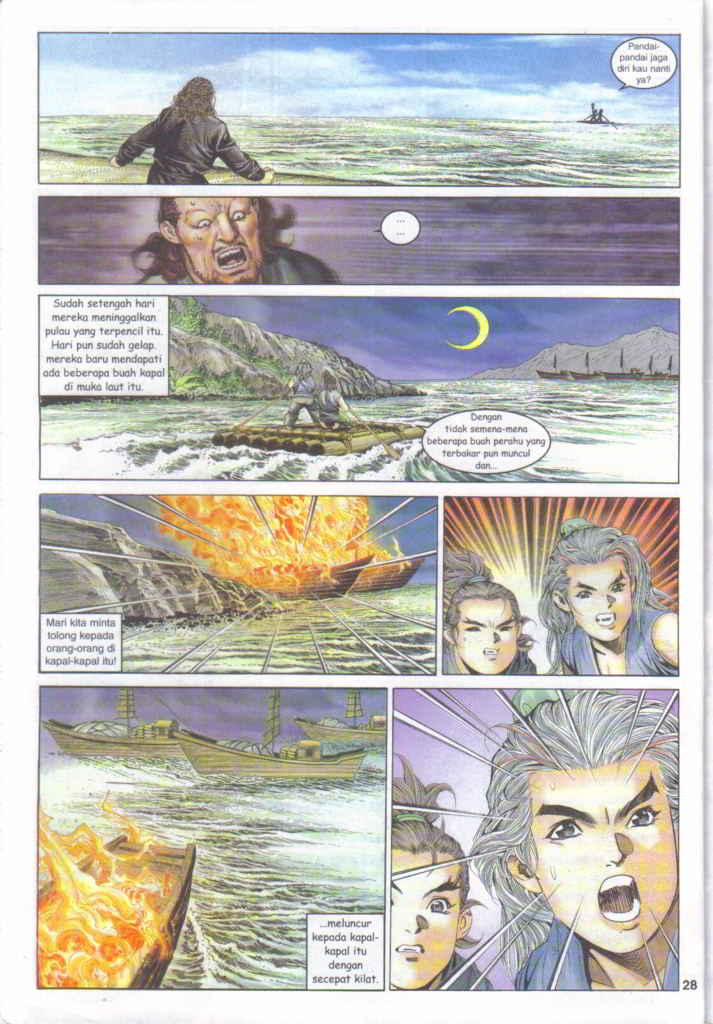 Pandai-
pandai jaga
diri kau nanti
ya?
...
...
Sudah setengah hari
mereka meninggalkan
pulau yang terpencil itu.
Hari pun sudah gelap.
mereka baru mendapati
ada beberapa buah kapal
di muka laut itu.
Dengan
tidak semena-mena
beberapa buah perahu yang
terbakar pun muncul
dan...
Mari kita minta
tolong kepada
orang-orang di
kapal-kapal itu!
...meluncur
kepada kapal-
kapal itu
dengan
secepat kilat.
28